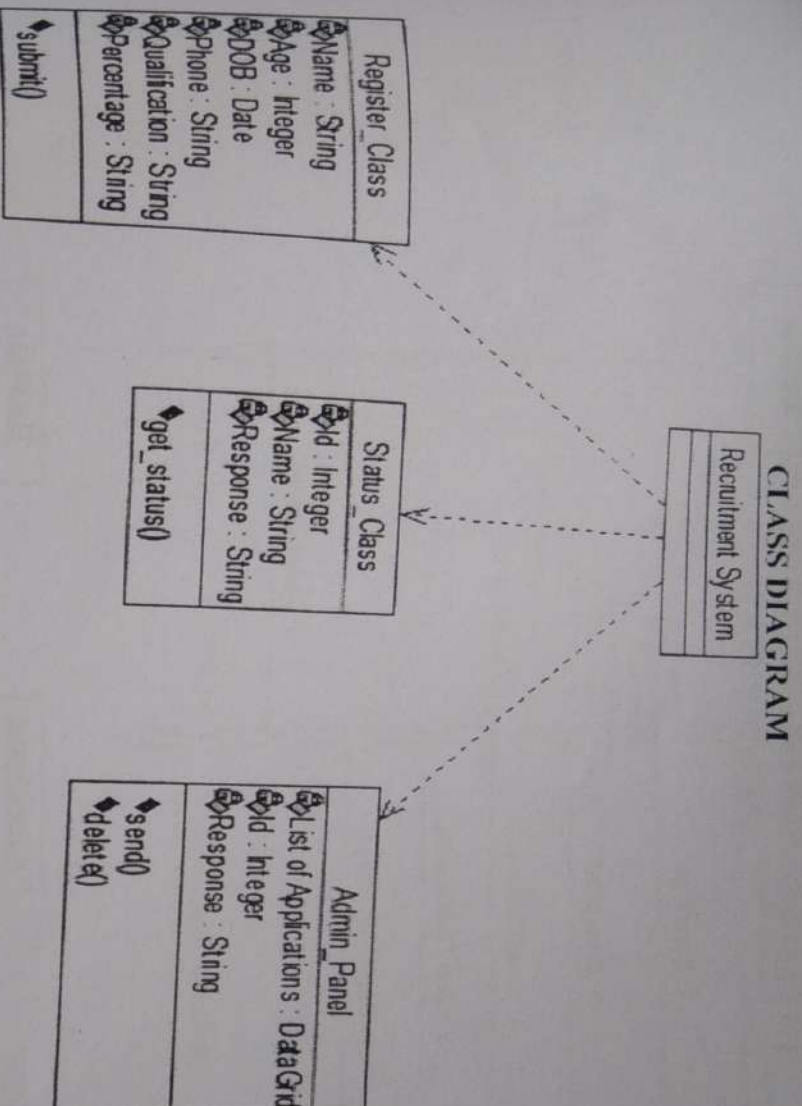 CLASS DIAGRAM
Recruitment System
Register_Class
Name : String
Age : Integer
DOB : Date
Phone : String
Qualification : String
Percentage : String
submit()
Status_Class
Id : Integer
Name : String
Response : String
get_status()
Admin_Panel
List of Applications : DataGrid
Id : Integer
Response : String
send()
delete()